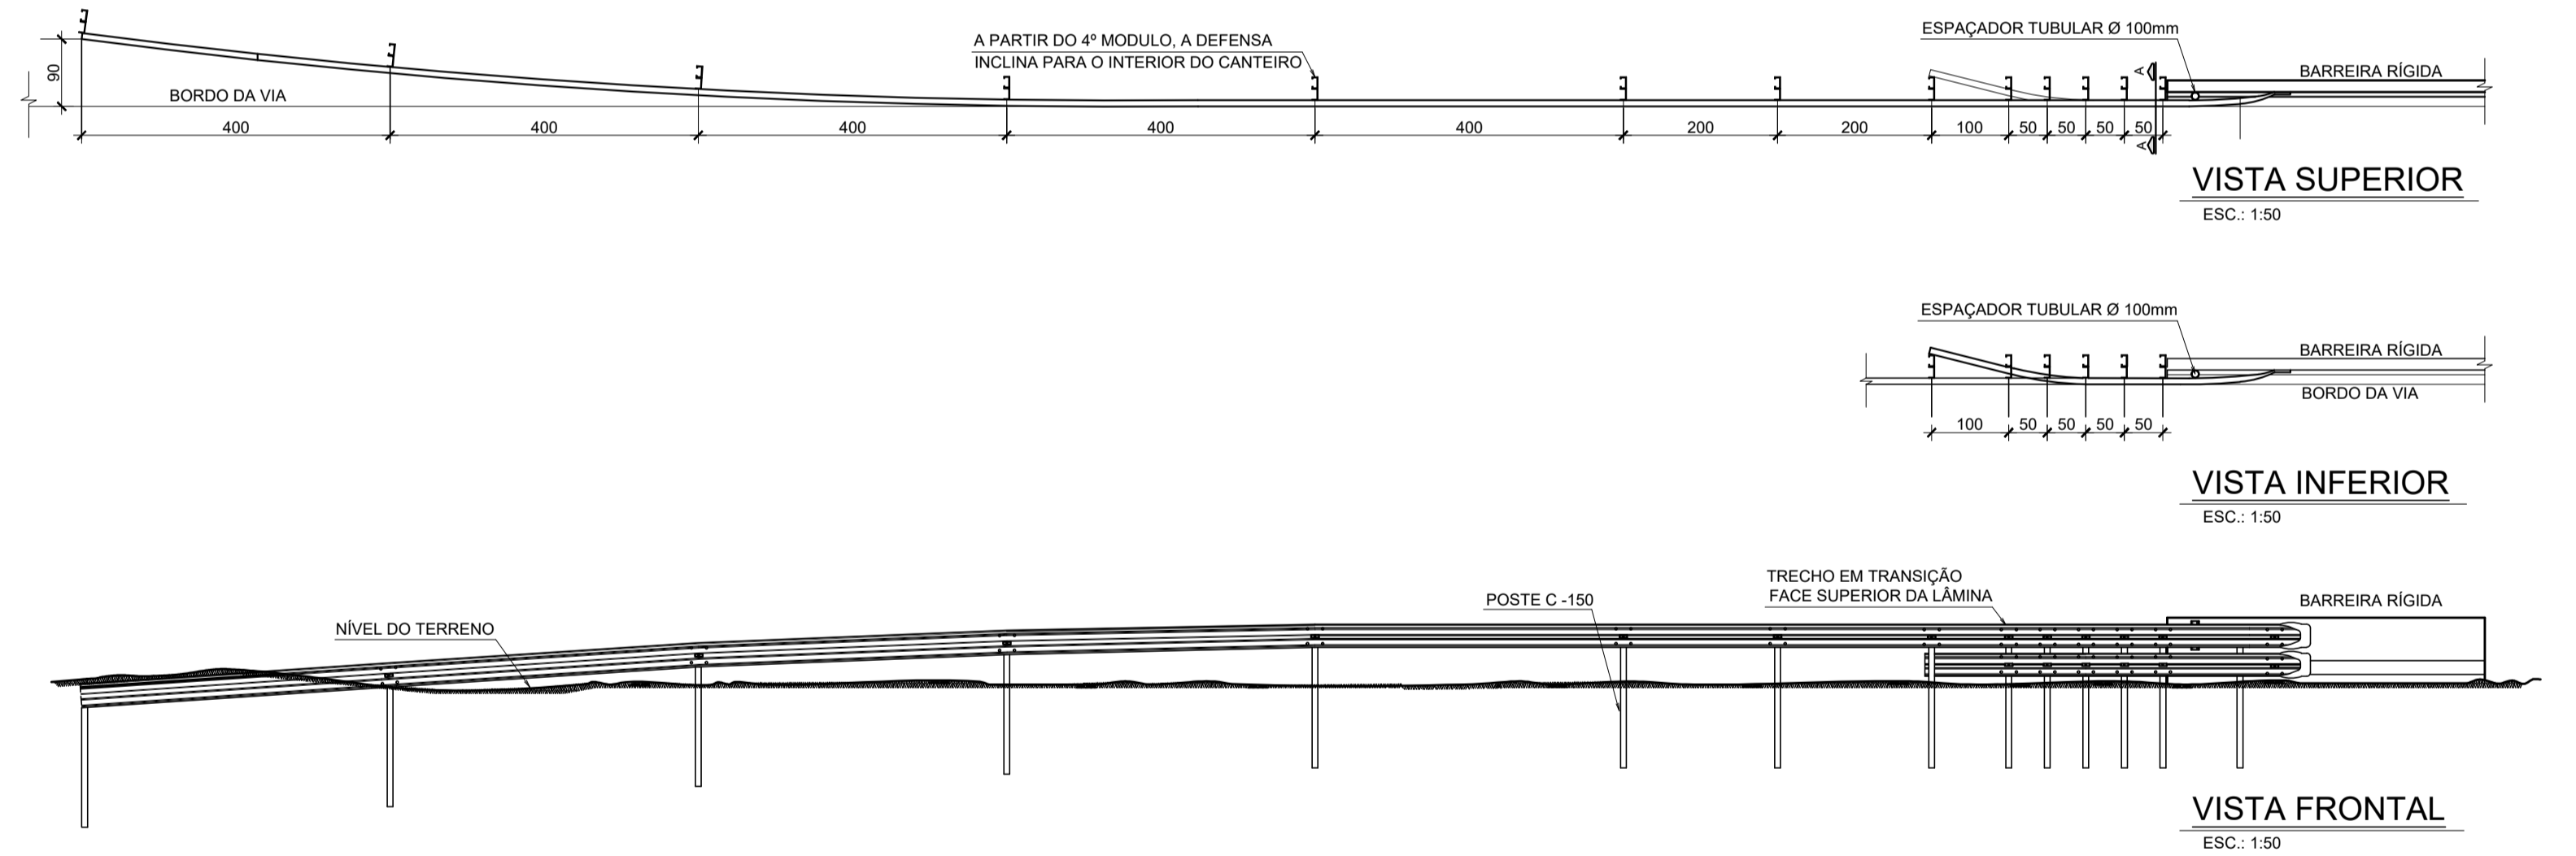 A PARTIR DO 4º MODULO, A DEFENSA
INCLINA PARA O INTERIOR DO CANTEIRO
ESPAÇADOR TUBULAR Ø 100mm
BARREIRA RÍGIDA
A
90
BORDO DA VIA
400
400
400
400
400
200
200
100
50
50
50
50
A
VISTA SUPERIOR
ESC.: 1:50
ESPAÇADOR TUBULAR Ø 100mm
BARREIRA RÍGIDA
BORDO DA VIA
100
50
50
50
50
VISTA INFERIOR
ESC.: 1:50
TRECHO EM TRANSIÇÃO
FACE SUPERIOR DA LÂMINA
POSTE C -150
BARREIRA RÍGIDA
NÍVEL DO TERRENO
VISTA FRONTAL
ESC.: 1:50